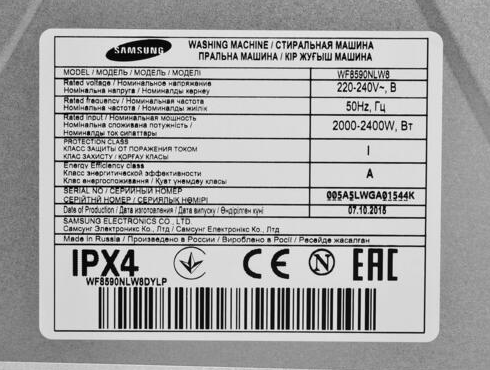 SAMSUNG
WASHING MACHINE / СТИРАЛЬНАЯ МАШИНА
ПРАЛЬНА МАШИНА / КІР ЖУҒЫШ МАШИНА
MODEL / МОДЕЛЬ / МОДЕЛЬ / МОДЕЛІ
WF8590NLW8
Rated voltage / Номинальное напряжение
Номінальна напруга / Номиналды кернеу
220-240V~, В
Rated frequency / Номинальная частота
Номінальна частота / Номиналды жиілік
50Hz, Гц
Rated input / Номинальная мощность
Номінальна споживана потужність /
Номиналды ток сипаттары
2000-2400W, Вт
PROTECTION CLASS
КЛАСС ЗАЩИТЫ ОТ ПОРАЖЕНИЯ ТОКОМ
КЛАС ЗАХИСТУ / ҚОРҒАУ КЛАСЫ
I
Energy Efficiency class
Класс энергетической эффективности
Клас енергоспоживання / Қуат үнемдеу класы
A
SERIAL NO / СЕРИЙНЫЙ НОМЕР
СЕРІЙНИЙ НОМЕР / СЕРИЯЛЫҚ НӨМІРІ
005A5LWGA01544K
Date of Production / Дата изготовления / Дата випуску / Өндірілген күні
07.10.2015
SAMSUNG ELECTRONICS CO., LTD.
Самсунг Электроникс Ко., Лтд / Самсунг Електронікс Ко., Лтд.
Made in Russia / Произведено в России / Вироблено в Росії / Ресейде жасалған
IPX4
CE
EAC
WF8590NLW8DYLP